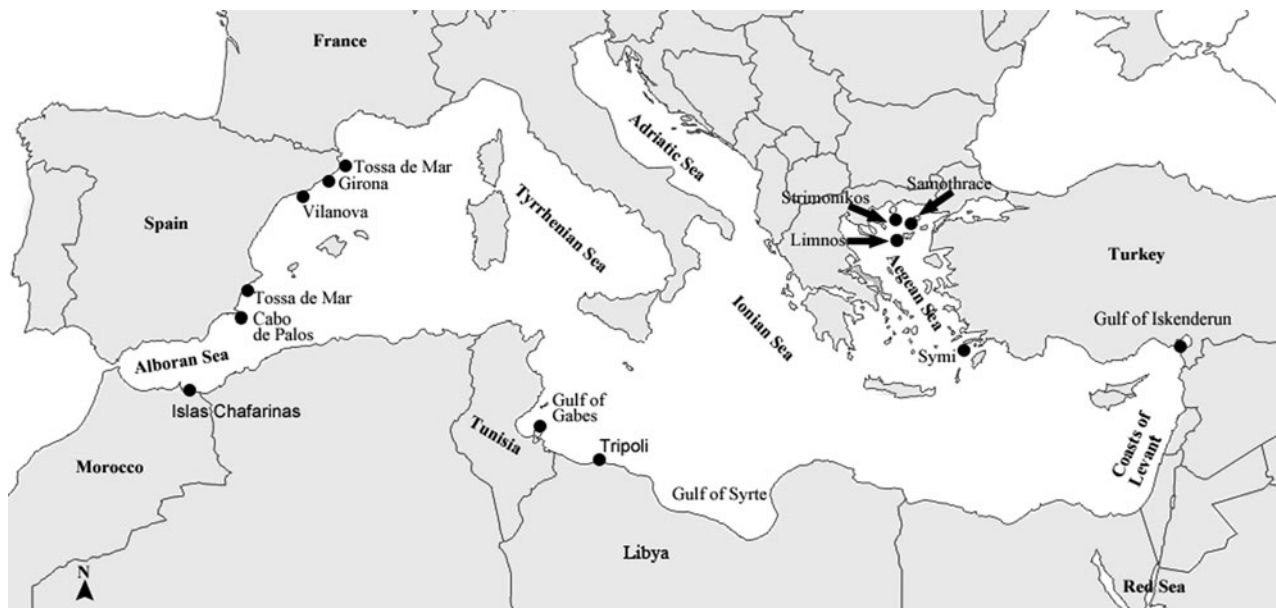 France
Adriatic Sea
Tossa de Mar
Girona
Samothrace
Strimonikos
Vilanova
Spain
Tyrrhenian Sea
Limnos
Turkey
Aegean Sea
Tossa de Mar
Cabo
de Palos
Ionian Sea
Gulf of Iskenderun
Alboran Sea
Symi
Islas Chafarinas
Gulf of
Gabes
Tunisia
Tripoli
Coasts of
Levant
Morocco
Gulf of Syrte
Libya
N
Red Sea